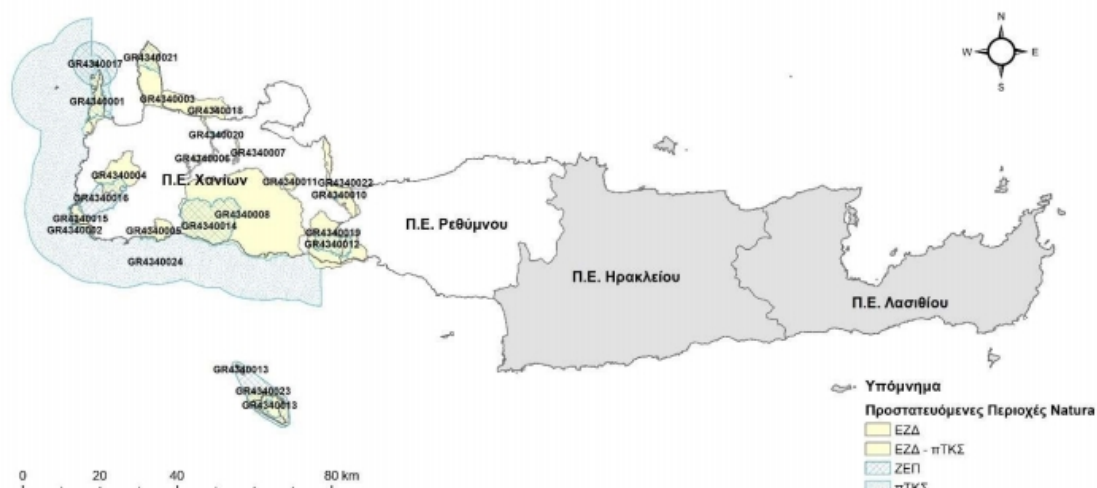 N
W E
S
GR4340017
GR4340021
GR4340001
GR4340003
GR4340018
GR4340020
GR4340006
GR4340007
GR4340004
Π.Ε. Χανίων
GR4340011
GR4340022
GR4340010
GR4340016
GR4340015
GR4340002
GR4340005
GR4340008
GR4340014
GR4340019
GR4340012
GR4340024
Π.Ε. Ρεθύμνου
Π.Ε. Ηρακλείου
Π.Ε. Λασιθίου
GR4340013
GR4340023
GR4340013
Υπόμνημα
Προστατευόμενες Περιοχές Natura
ΕΖΔ
ΕΖΔ - πΤΚΣ
ΖΕΠ
πΤΚΣ
0 20 40 80 km